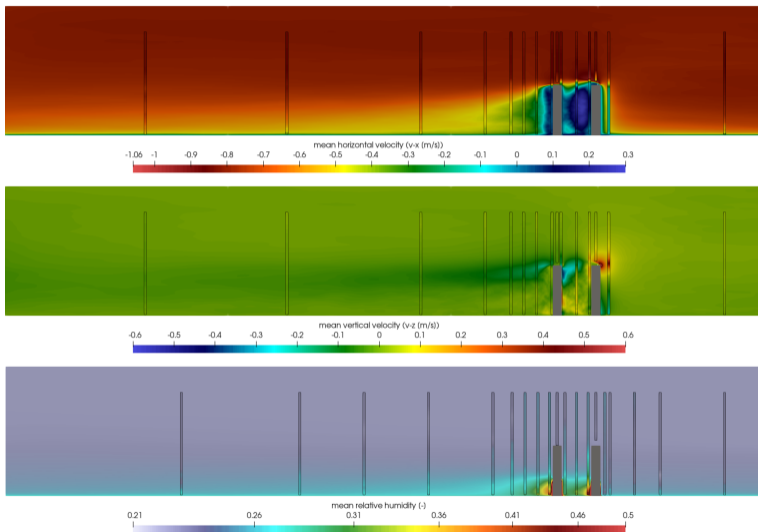 mean horizontal velocity (v-x (m/s))
-1.06 -1 -0.9 -0.8 -0.7 -0.6 -0.5 -0.4 -0.3 -0.2 -0.1 0 0.1 0.2 0.3
mean vertical velocity (v-z (m/s))
-0.6 -0.5 -0.4 -0.3 -0.2 -0.1 0 0.1 0.2 0.3 0.4 0.5 0.6
mean relative humidity (-)
0.21 0.26 0.31 0.36 0.41 0.46 0.5